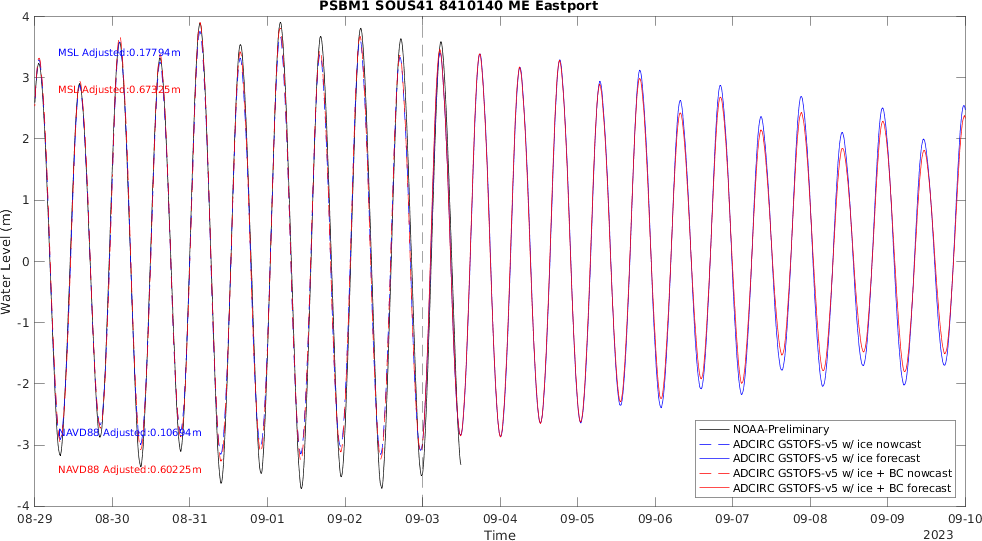 PSBM1 SOUS41 8410140 ME Eastport
Water Level (m)
4
3
2
1
0
-1
-2
-3
-4
MSL Adjusted:0.17794m
MSL Adjusted:0.67325m
NAVD88 Adjusted:0.10694m
NAVD88 Adjusted:0.60225m
NOAA-Preliminary
ADCIRC GSTOFS-v5 w/ ice nowcast
ADCIRC GSTOFS-v5 w/ ice forecast
ADCIRC GSTOFS-v5 w/ ice + BC nowcast
ADCIRC GSTOFS-v5 w/ ice + BC forecast
08-29 08-30 08-31 09-01 09-02 09-03 09-04 09-05 09-06 09-07 09-08 09-09 09-10
Time
2023